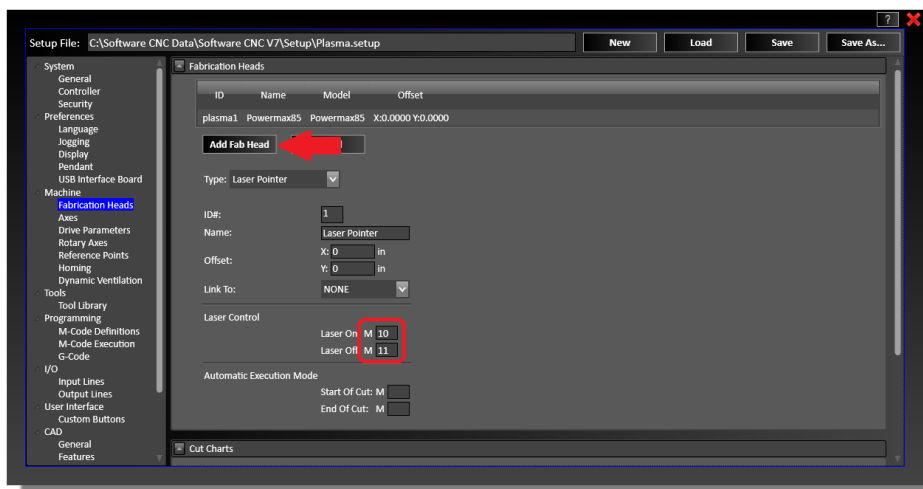 ?
Setup File: C:\Software CNC Data\Software CNC V7\Setup\Plasma.setup New Load Save Save As...
System
General
Controller
Security
Preferences
Language
Jogging
Display
Pendant
USB Interface Board
Machine
Fabrication Heads
Axes
Drive Parameters
Rotary Axes
Reference Points
Homing
Dynamic Ventilation
Tools
Tool Library
Programming
M-Code Definitions
M-Code Execution
G-Code
I/O
Input Lines
Output Lines
User Interface
Custom Buttons
CAD
General
Features
Fabrication Heads
ID Name Model Offset
plasma1 Powermax85 Powermax85 X:0.0000 Y:0.0000
Add Fab Head
Type: Laser Pointer
ID#: 1
Name: Laser Pointer
Offset: X: 0 in
Y: 0 in
Link To: NONE
Laser Control
Laser On M 10
Laser Off M 11
Automatic Execution Mode
Start Of Cut: M
End Of Cut: M
Cut Charts